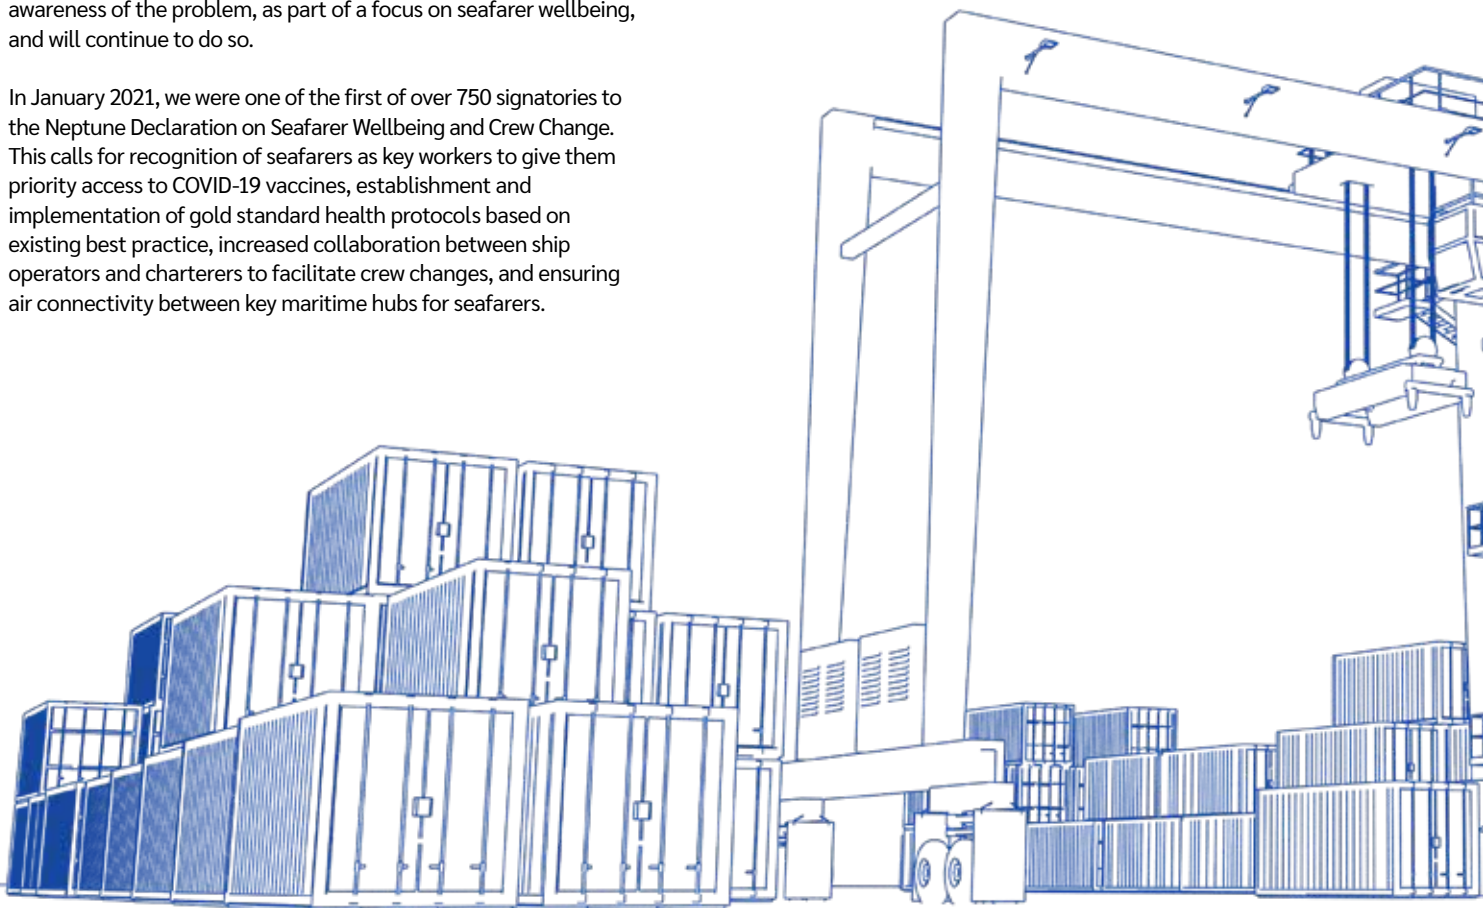 awareness of the problem, as part of a focus on seafarer wellbeing,
and will continue to do so.
In January 2021, we were one of the first of over 750 signatories to
the Neptune Declaration on Seafarer Wellbeing and Crew Change.
This calls for recognition of seafarers as key workers to give them
priority access to COVID-19 vaccines, establishment and
implementation of gold standard health protocols based on
existing best practice, increased collaboration between ship
operators and charterers to facilitate crew changes, and ensuring
air connectivity between key maritime hubs for seafarers.